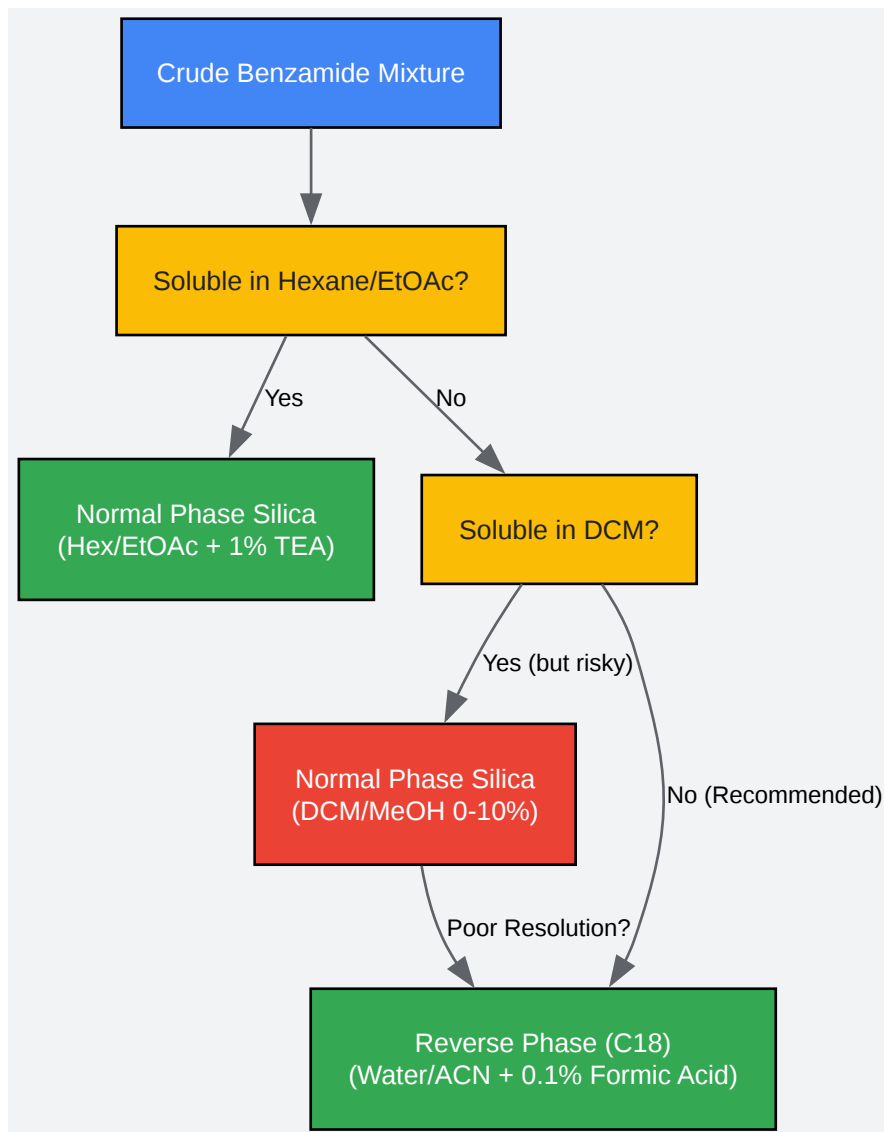 Crude Benzamide Mixture
Soluble in Hexane/EtOAc?
Yes
No
Normal Phase Silica
(Hex/EtOAc + 1% TEA)
Soluble in DCM?
Yes (but risky)
Normal Phase Silica
(DCM/MeOH 0-10%)
No (Recommended)
Poor Resolution?
Reverse Phase (C18)
(Water/ACN + 0.1% Formic Acid)